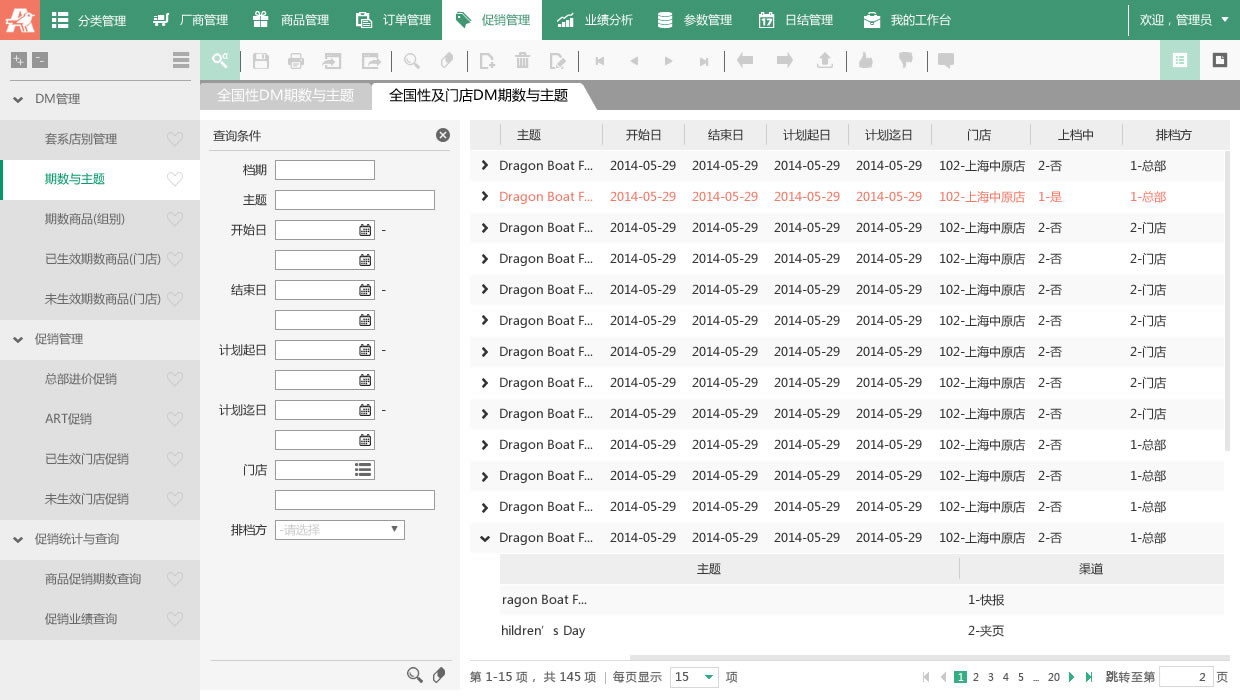 分类管理 厂商管理 商品管理 订单管理 促销管理 业绩分析 参数管理 日结管理 我的工作台 欢迎，管理员
全国性DM期数与主题 全国性及门店DM期数与主题
DM管理
套系店别管理
期数与主题
期数商品(组别)
已生效期数商品(门店)
未生效期数商品(门店)
促销管理
总部进价促销
ART促销
已生效门店促销
未生效门店促销
促销统计与查询
商品促销期数查询
促销业绩查询
查询条件
档期
主题
开始日 -
结束日 -
计划起日 -
计划迄日 -
门店
排档方 -请选择
主题 开始日 结束日 计划起日 计划迄日 门店 上档中 排档方
Dragon Boat F... 2014-05-29 2014-05-29 2014-05-29 2014-05-29 102-上海中原店 2-否 1-总部
Dragon Boat F... 2014-05-29 2014-05-29 2014-05-29 2014-05-29 102-上海中原店 1-是 1-总部
Dragon Boat F... 2014-05-29 2014-05-29 2014-05-29 2014-05-29 102-上海中原店 2-否 2-门店
Dragon Boat F... 2014-05-29 2014-05-29 2014-05-29 2014-05-29 102-上海中原店 2-否 2-门店
Dragon Boat F... 2014-05-29 2014-05-29 2014-05-29 2014-05-29 102-上海中原店 2-否 2-门店
Dragon Boat F... 2014-05-29 2014-05-29 2014-05-29 2014-05-29 102-上海中原店 2-否 2-门店
Dragon Boat F... 2014-05-29 2014-05-29 2014-05-29 2014-05-29 102-上海中原店 2-否 2-门店
Dragon Boat F... 2014-05-29 2014-05-29 2014-05-29 2014-05-29 102-上海中原店 2-否 2-门店
Dragon Boat F... 2014-05-29 2014-05-29 2014-05-29 2014-05-29 102-上海中原店 2-否 2-门店
Dragon Boat F... 2014-05-29 2014-05-29 2014-05-29 2014-05-29 102-上海中原店 2-否 1-总部
Dragon Boat F... 2014-05-29 2014-05-29 2014-05-29 2014-05-29 102-上海中原店 2-否 1-总部
Dragon Boat F... 2014-05-29 2014-05-29 2014-05-29 2014-05-29 102-上海中原店 2-否 1-总部
Dragon Boat F... 2014-05-29 2014-05-29 2014-05-29 2014-05-29 102-上海中原店 2-否 1-总部
主题 渠道
ragon Boat F... 1-快报
hildren’s Day 2-夹页
第 1-15 项，共 145 项 | 每页显示 15 项 1 2 3 4 5 ... 20 跳转至第 2 页